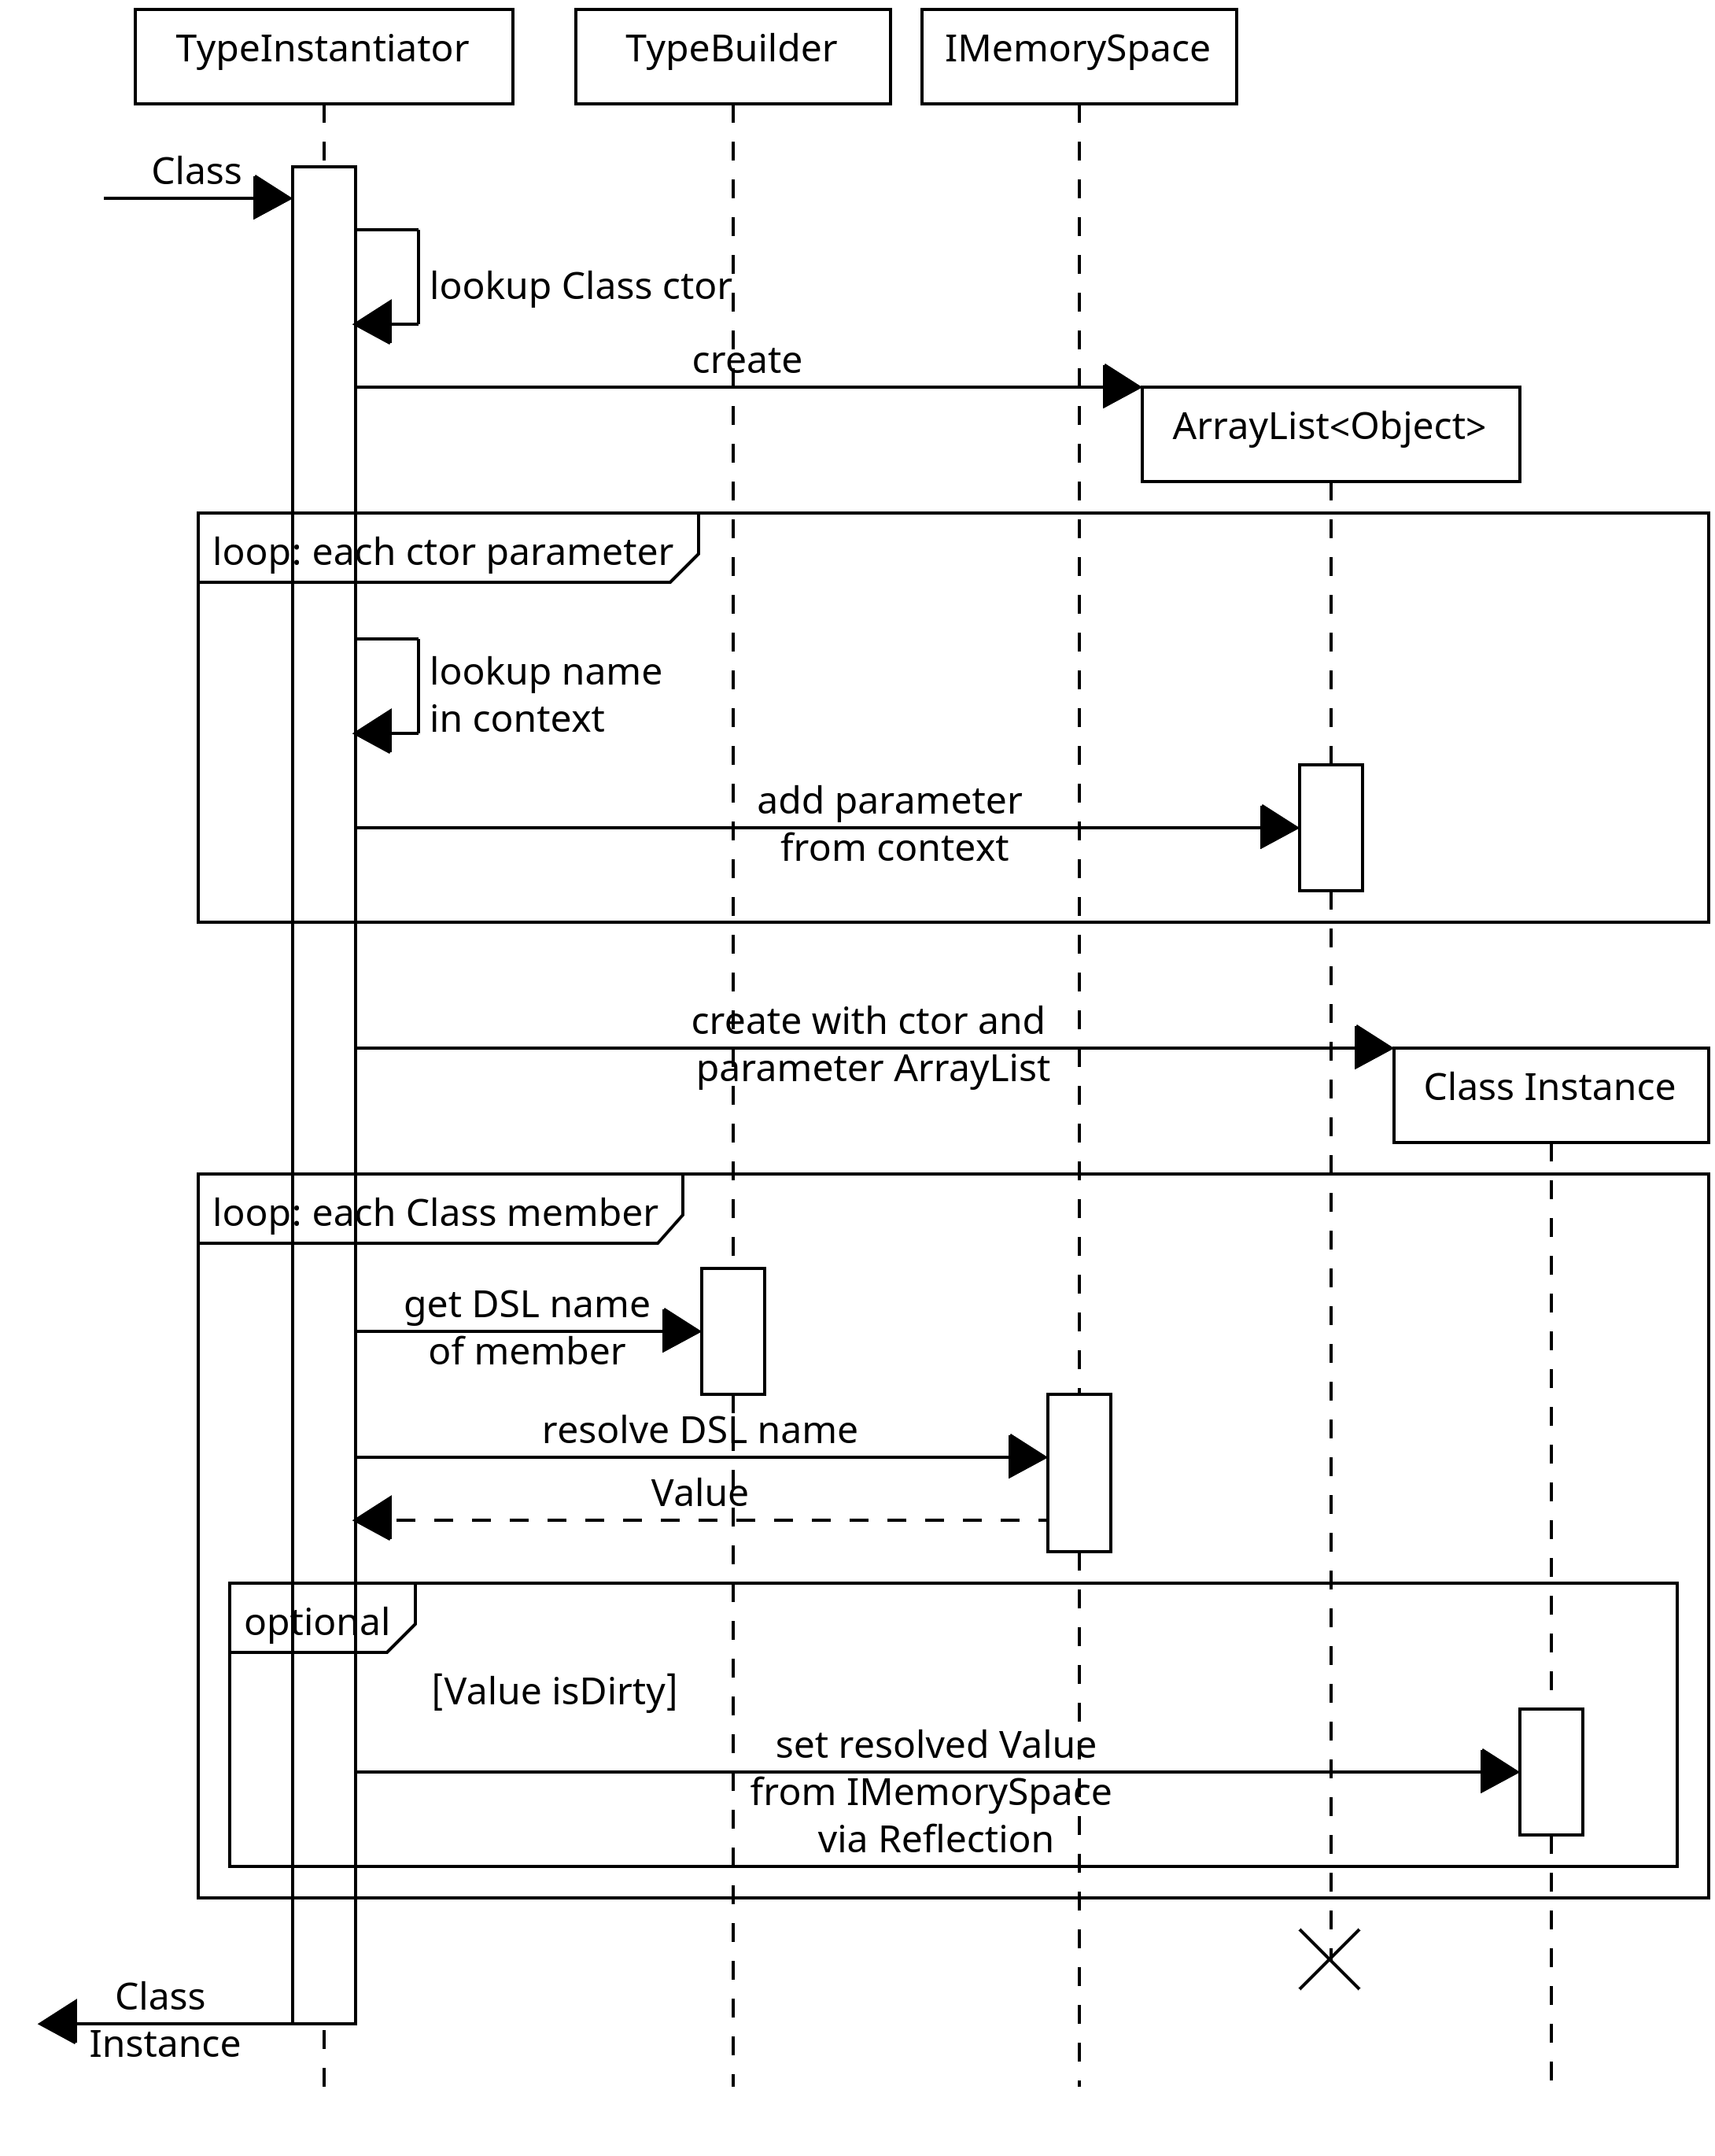 TypeInstantiator
TypeBuilder
IMemorySpace
Class
lookup Class ctor
create
ArrayList<Object>
loop: each ctor parameter
lookup name
in context
add parameter
from context
create with ctor and
parameter ArrayList
Class Instance
loop: each Class member
get DSL name
of member
resolve DSL name
Value
optional
[Value isDirty]
set resolved Value
from IMemorySpace
via Reflection
Class
Instance